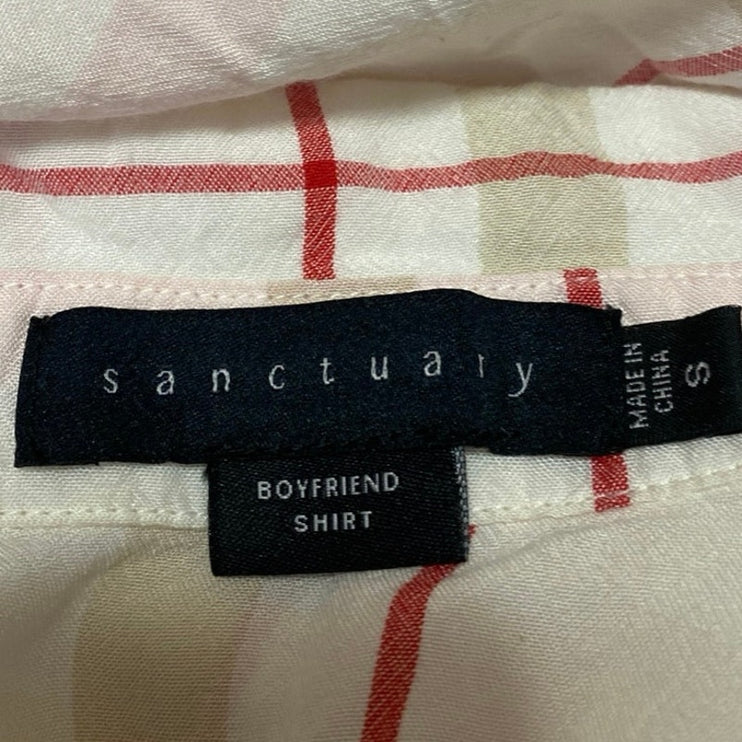 sanctuary
MADE IN
CHINA
S
BOYFRIEND
SHIRT